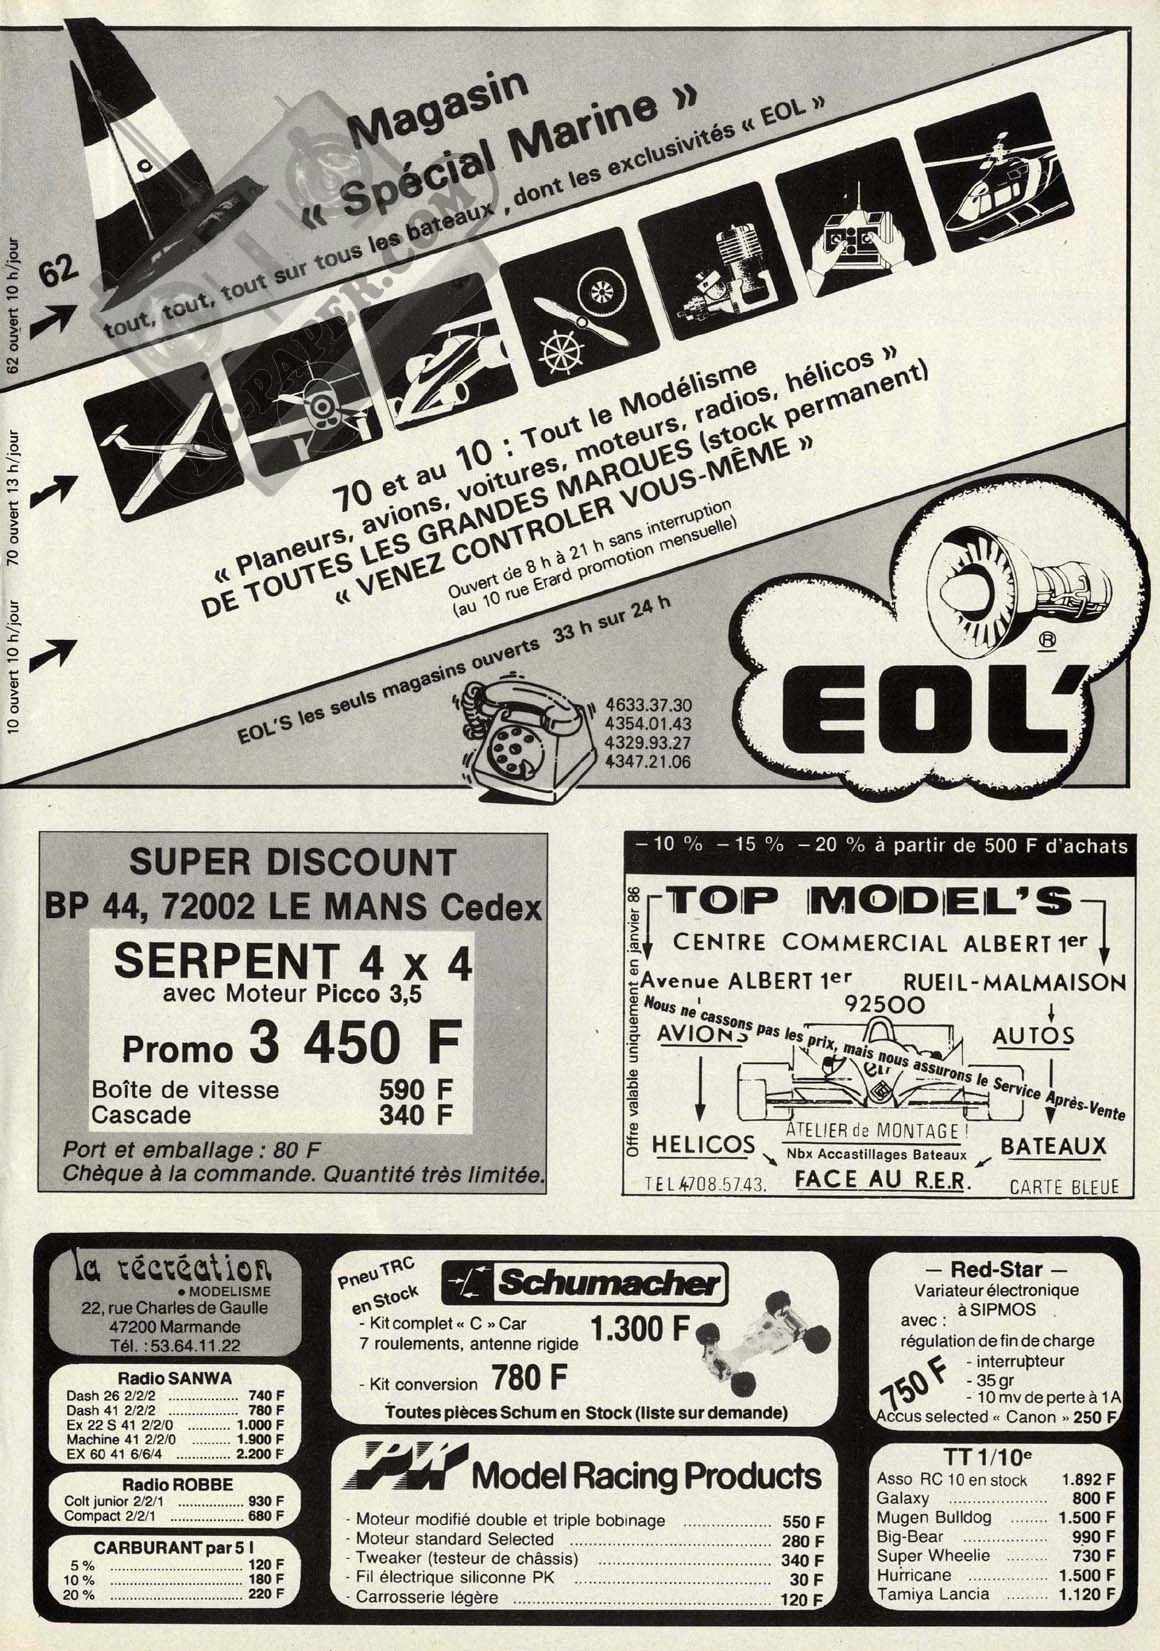 Magasin
« Spécial Marine »
tout, tout, tout sur tous les bateaux, dont les exclusivités « EOL »
62
62 ouvert 10 h/jour
70 ouvert 13 h/jour
10 ouvert 10 h/jour
RC-PAPER.COM
70 et au 10 : Tout le Modélisme
« Planeurs, avions, voitures, moteurs, radios, hélicos »
DE TOUTES LES GRANDES MARQUES (stock permanent)
« VENEZ CONTROLER VOUS-MÊME »
Ouvert de 8 h à 21 h sans interruption
(au 10 rue Erard promotion mensuelle)
EOL'S les seuls magasins ouverts 33 h sur 24 h
4633.37.30
4354.01.43
4329.93.27
4347.21.06
®
EOL'
SUPER DISCOUNT
BP 44, 72002 LE MANS Cedex
SERPENT 4 x 4
avec Moteur Picco 3,5
Promo 3 450 F
Boîte de vitesse 590 F
Cascade 340 F
Port et emballage : 80 F
Chèque à la commande. Quantité très limitée.
– 10 % – 15 % – 20 % à partir de 500 F d'achats
Offre valable uniquement en janvier 86
TOP MODEL'S
CENTRE COMMERCIAL ALBERT 1er
Avenue ALBERT 1er RUEIL-MALMAISON
92500
Nous ne cassons pas les prix, mais nous assurons le Service Après-Vente
AVIONS AUTOS
ATELIER de MONTAGE!
HELICOS Nbx Accastillages Bateaux BATEAUX
TEL 4708.57.43. FACE AU R.E.R. CARTE BLEUE
la récréation
• MODELISME
22, rue Charles de Gaulle
47200 Marmande
Tél. : 53.64.11.22
Radio SANWA
Dash 26 2/2/2 .................. 740 F
Dash 41 2/2/2 .................. 780 F
Ex 22 S 41 2/2/0 ........... 1.000 F
Machine 41 2/2/0 .......... 1.900 F
EX 60 41 6/6/4 ............... 2.200 F
Radio ROBBE
Colt junior 2/2/1 ................. 930 F
Compact 2/2/1 ................... 680 F
CARBURANT par 5 l
5 % .................................. 120 F
10 % .................................. 180 F
20 % .................................. 220 F
Pneu TRC
en Stock
Schumacher
- Kit complet « C » Car 1.300 F
7 roulements, antenne rigide
- Kit conversion 780 F
Toutes pièces Schum en Stock (liste sur demande)
PK Model Racing Products
- Moteur modifié double et triple bobinage .................. 550 F
- Moteur standard Selected .................. 280 F
- Tweaker (testeur de châssis) .................. 340 F
- Fil électrique siliconne PK .................. 30 F
- Carrosserie légère .................. 120 F
— Red-Star —
Variateur électronique
à SIPMOS
avec :
régulation de fin de charge
- interrupteur
- 35 gr
- 10 mv de perte à 1A
750 F
Accus selected « Canon » 250 F
TT 1/10e
Asso RC 10 en stock 1.892 F
Galaxy .................. 800 F
Mugen Bulldog ........ 1.500 F
Big-Bear .................. 990 F
Super Wheelie ......... 730 F
Hurricane .............. 1.500 F
Tamiya Lancia ......... 1.120 F